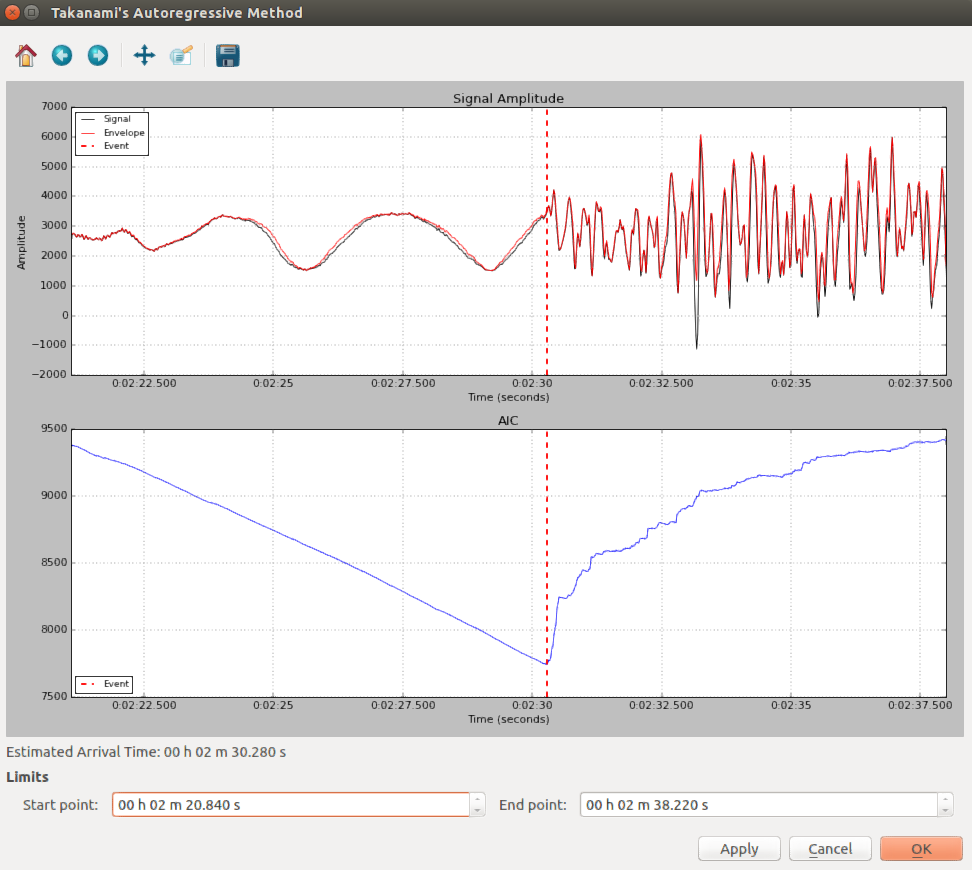 Takanami's Autoregressive Method
Signal Amplitude
Signal
Envelope
Event
Amplitude
7000
6000
5000
4000
3000
2000
1000
0
−1000
−2000
0:02:22.500 0:02:25 0:02:27.500 0:02:30 0:02:32.500 0:02:35 0:02:37.500
Time (seconds)
AIC
9500
9000
8500
8000
7500
Event
0:02:22.500 0:02:25 0:02:27.500 0:02:30 0:02:32.500 0:02:35 0:02:37.500
Time (seconds)
Estimated Arrival Time: 00 h 02 m 30.280 s
Limits
Start point: 00 h 02 m 20.840 s End point: 00 h 02 m 38.220 s
Apply Cancel OK